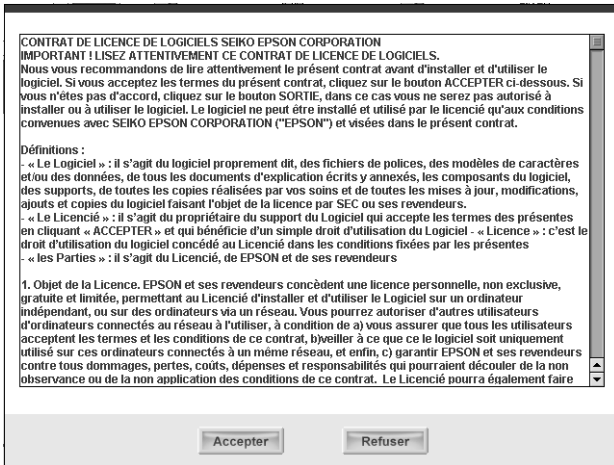 CONTRAT DE LICENCE DE LOGICIELS SEIKO EPSON CORPORATION
IMPORTANT ! LISEZ ATTENTIVEMENT CE CONTRAT DE LICENCE DE LOGICIELS.
Nous vous recommandons de lire attentivement le présent contrat avant d'installer et d'utiliser le
logiciel. Si vous acceptez les termes du présent contrat, cliquez sur le bouton ACCEPTER ci-dessous. Si
vous n'êtes pas d'accord, cliquez sur le bouton SORTIE, dans ce cas vous ne serez pas autorisé à
installer ou à utiliser le logiciel. Le logiciel ne peut être installé et utilisé par le licencié qu'aux conditions
convenues avec SEIKO EPSON CORPORATION ("EPSON") et visées dans le présent contrat.
Définitions :
- « Le Logiciel » : il s'agit du logiciel proprement dit, des fichiers de polices, des modèles de caractères
et/ou des données, de tous les documents d'explication écrits y annexés, les composants du logiciel,
des supports, de toutes les copies réalisées par vos soins et de toutes les mises à jour, modifications,
ajouts et copies du logiciel faisant l'objet de la licence par SEC ou ses revendeurs.
- « Le Licencié » : il s'agit du propriétaire du support du Logiciel qui accepte les termes des présentes
en cliquant « ACCEPTER » et qui bénéficie d'un simple droit d'utilisation du Logiciel - « Licence » : c'est le
droit d'utilisation du logiciel concédé au Licencié dans les conditions fixées par les présentes
- « les Parties » : il s'agit du Licencié, de EPSON et de ses revendeurs
1. Objet de la Licence. EPSON et ses revendeurs concèdent une licence personnelle, non exclusive,
gratuite et limitée, permettant au Licencié d'installer et d'utiliser le Logiciel sur un ordinateur
indépendant, ou sur des ordinateurs via un réseau. Vous pourrez autoriser d'autres utilisateurs
d'ordinateurs connectés au réseau à l'utiliser, à condition de a) vous assurer que tous les utilisateurs
acceptent les termes et les conditions de ce contrat, b)veiller à ce que ce le logiciel soit uniquement
utilisé sur ces ordinateurs connectés à un même réseau, et enfin, c) garantir EPSON et ses revendeurs
contre tous dommages, pertes, coûts, dépenses et responsabilités qui pourraient découler de la non
observance ou de la non application des conditions de ce contrat. Le Licencié pourra également faire
Accepter
Refuser